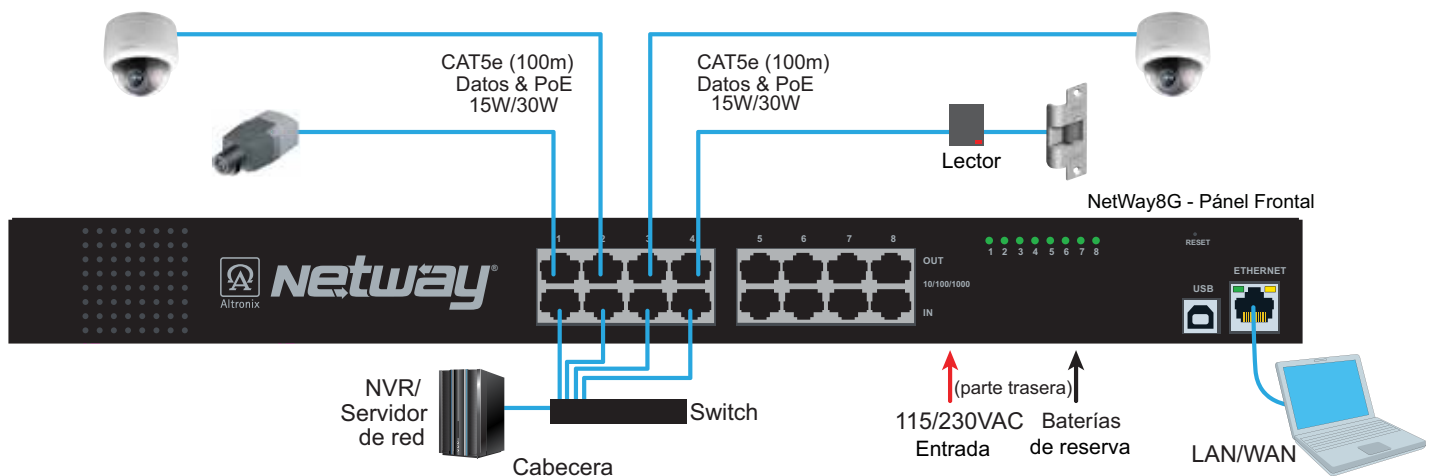 CAT5e (100m)
Datos & PoE
15W/30W
CAT5e (100m)
Datos & PoE
15W/30W
Lector
NetWay8G - Pánel Frontal
1 2 3 4
5 6 7 8
OUT
10/100/1000
IN
1 2 3 4 5 6 7 8
RESET
USB
ETHERNET
Altronix
Netway®
NVR/
Servidor
de red
Switch
Cabecera
(parte trasera)
115/230VAC
Entrada
Baterías
de reserva
LAN/WAN